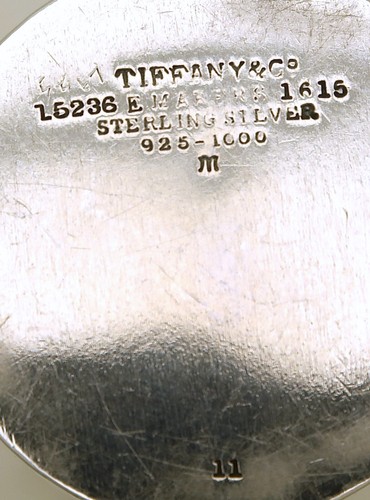 TIFFANY & Cº
15236 E MAKERS 1615
STERLING SILVER
925-1000
m
11